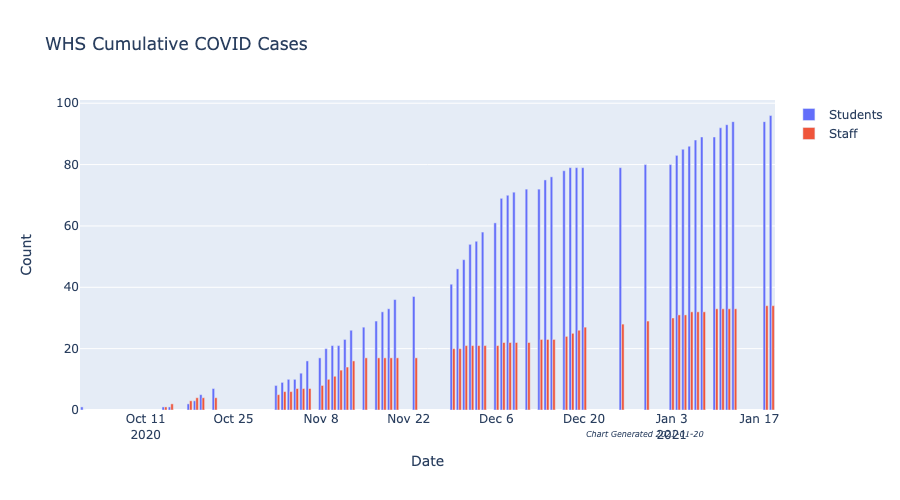 WHS Cumulative COVID Cases
100
80
60
40
20
0
Count
Students
Staff
Oct 11
2020
Oct 25
Nov 8
Nov 22
Dec 6
Dec 20
Jan 3
2021
Jan 17
Chart Generated
Date